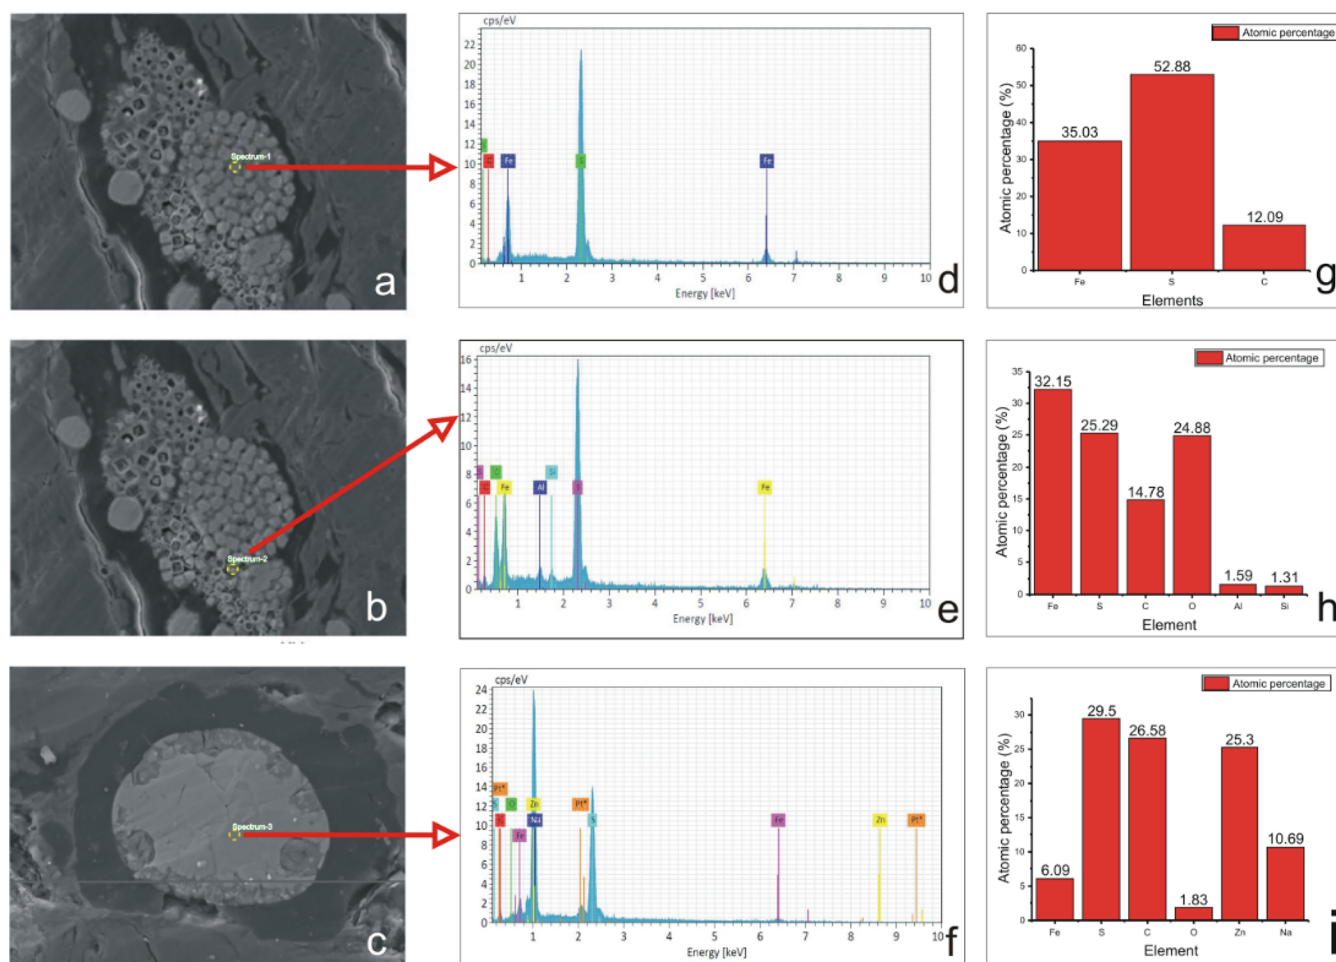 Spectrum-1
a
cps/eV
22
20
18
16
14
12
10
8
6
4
2
0
Fe
S
Fe
1 2 3 4 5 6 7 8 9 10
Energy [keV]
d
Atomic percentage
Atomic percentage (%)
60
50
40
30
20
10
0
35.03
52.88
12.09
Fe S C
Elements
g
Spectrum-2
b
cps/eV
16
14
12
10
8
6
4
2
0
S O Si
C Fe Al S Fe
1 2 3 4 5 6 7 8 9 10
Energy [keV]
e
Atomic percentage
Atomic percentage (%)
35
30
25
20
15
10
5
0
32.15
25.29
14.78
24.88
1.59
1.31
Fe S C O Al Si
Element
h
Spectrum-3
c
cps/eV
24
22
20
18
16
14
12
10
8
6
4
2
0
Pt*
S O Zn Pt*
Na S Fe Zn Pt*
Fe
1 2 3 4 5 6 7 8 9 10
Energy [keV]
f
Atomic percentage
Atomic percentage (%)
30
25
20
15
10
5
0
6.09
29.5
26.58
1.83
25.3
10.69
Fe S C O Zn Na
Element
i